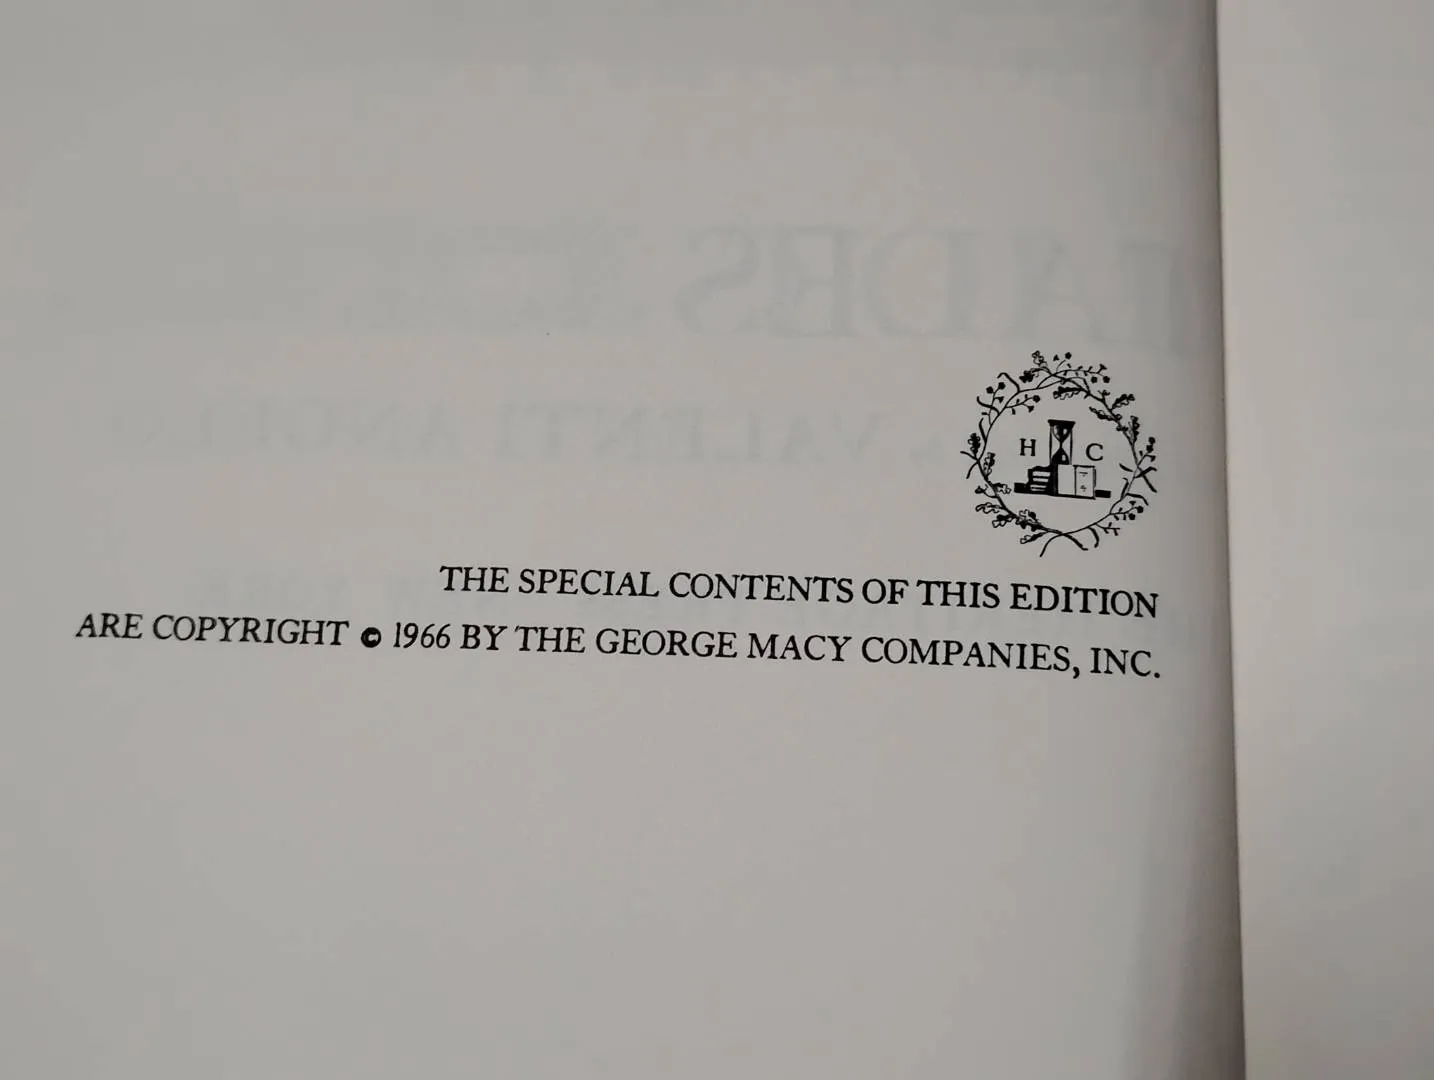 H C
THE SPECIAL CONTENTS OF THIS EDITION
ARE COPYRIGHT © 1966 BY THE GEORGE MACY COMPANIES, INC.